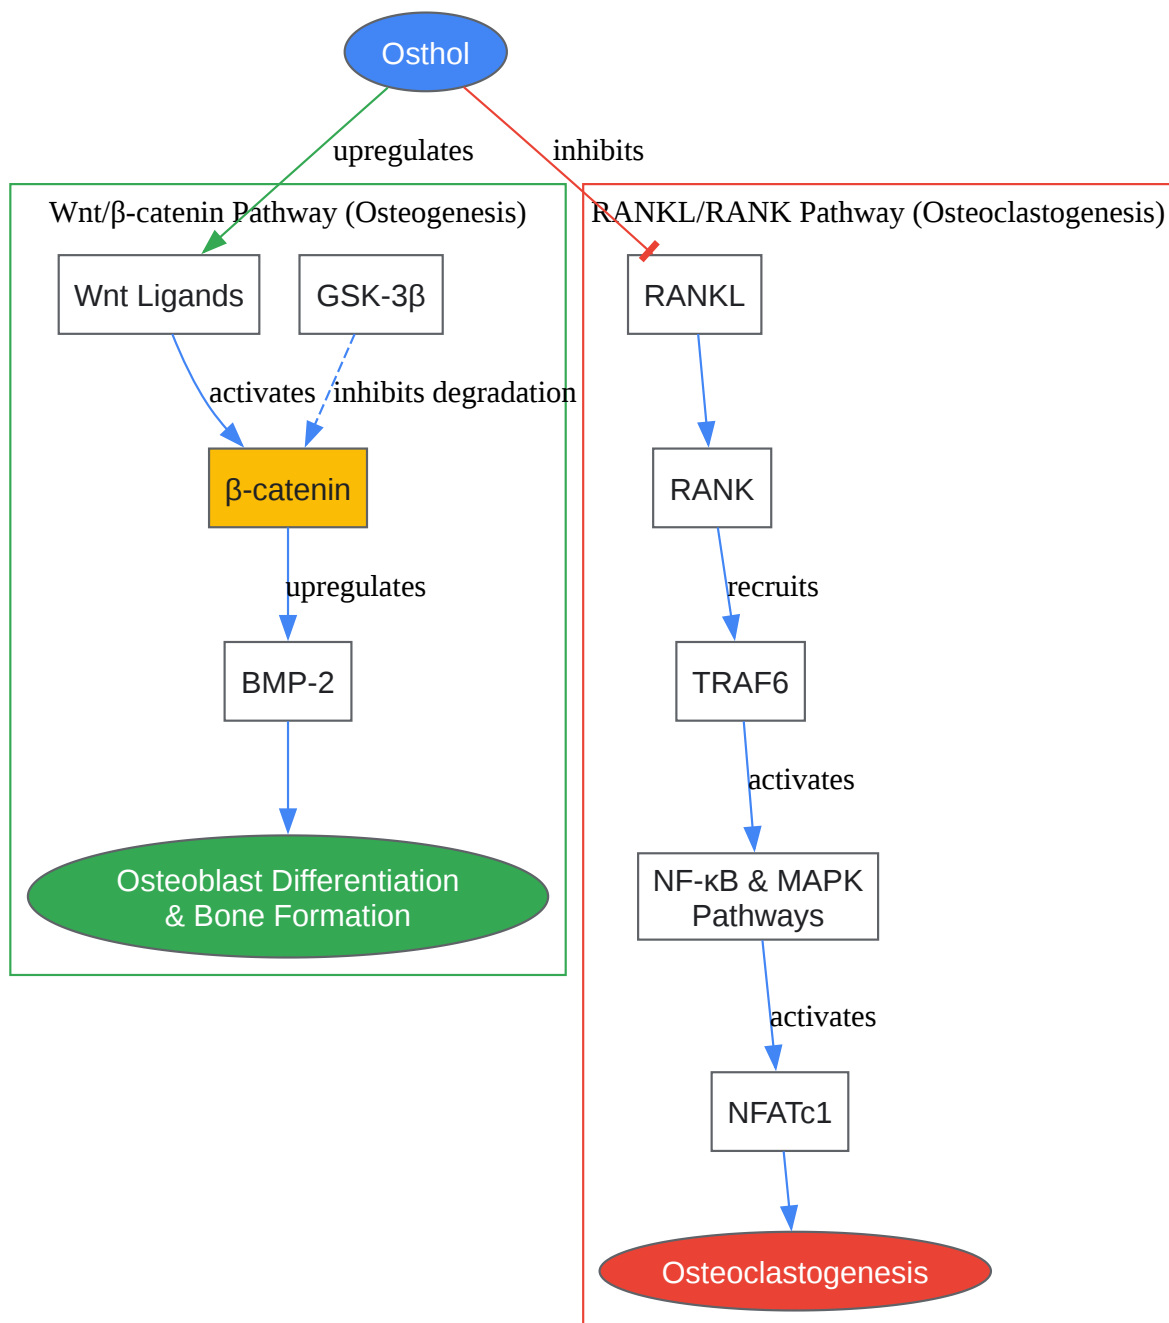 Osthol
upregulates
inhibits
Wnt/β-catenin Pathway (Osteogenesis)
RANKL/RANK Pathway (Osteoclastogenesis)
Wnt Ligands
GSK-3β
RANKL
activates
inhibits degradation
β-catenin
RANK
upregulates
recruits
BMP-2
TRAF6
activates
Osteoblast Differentiation
& Bone Formation
NF-κB & MAPK
Pathways
activates
NFATc1
Osteoclastogenesis